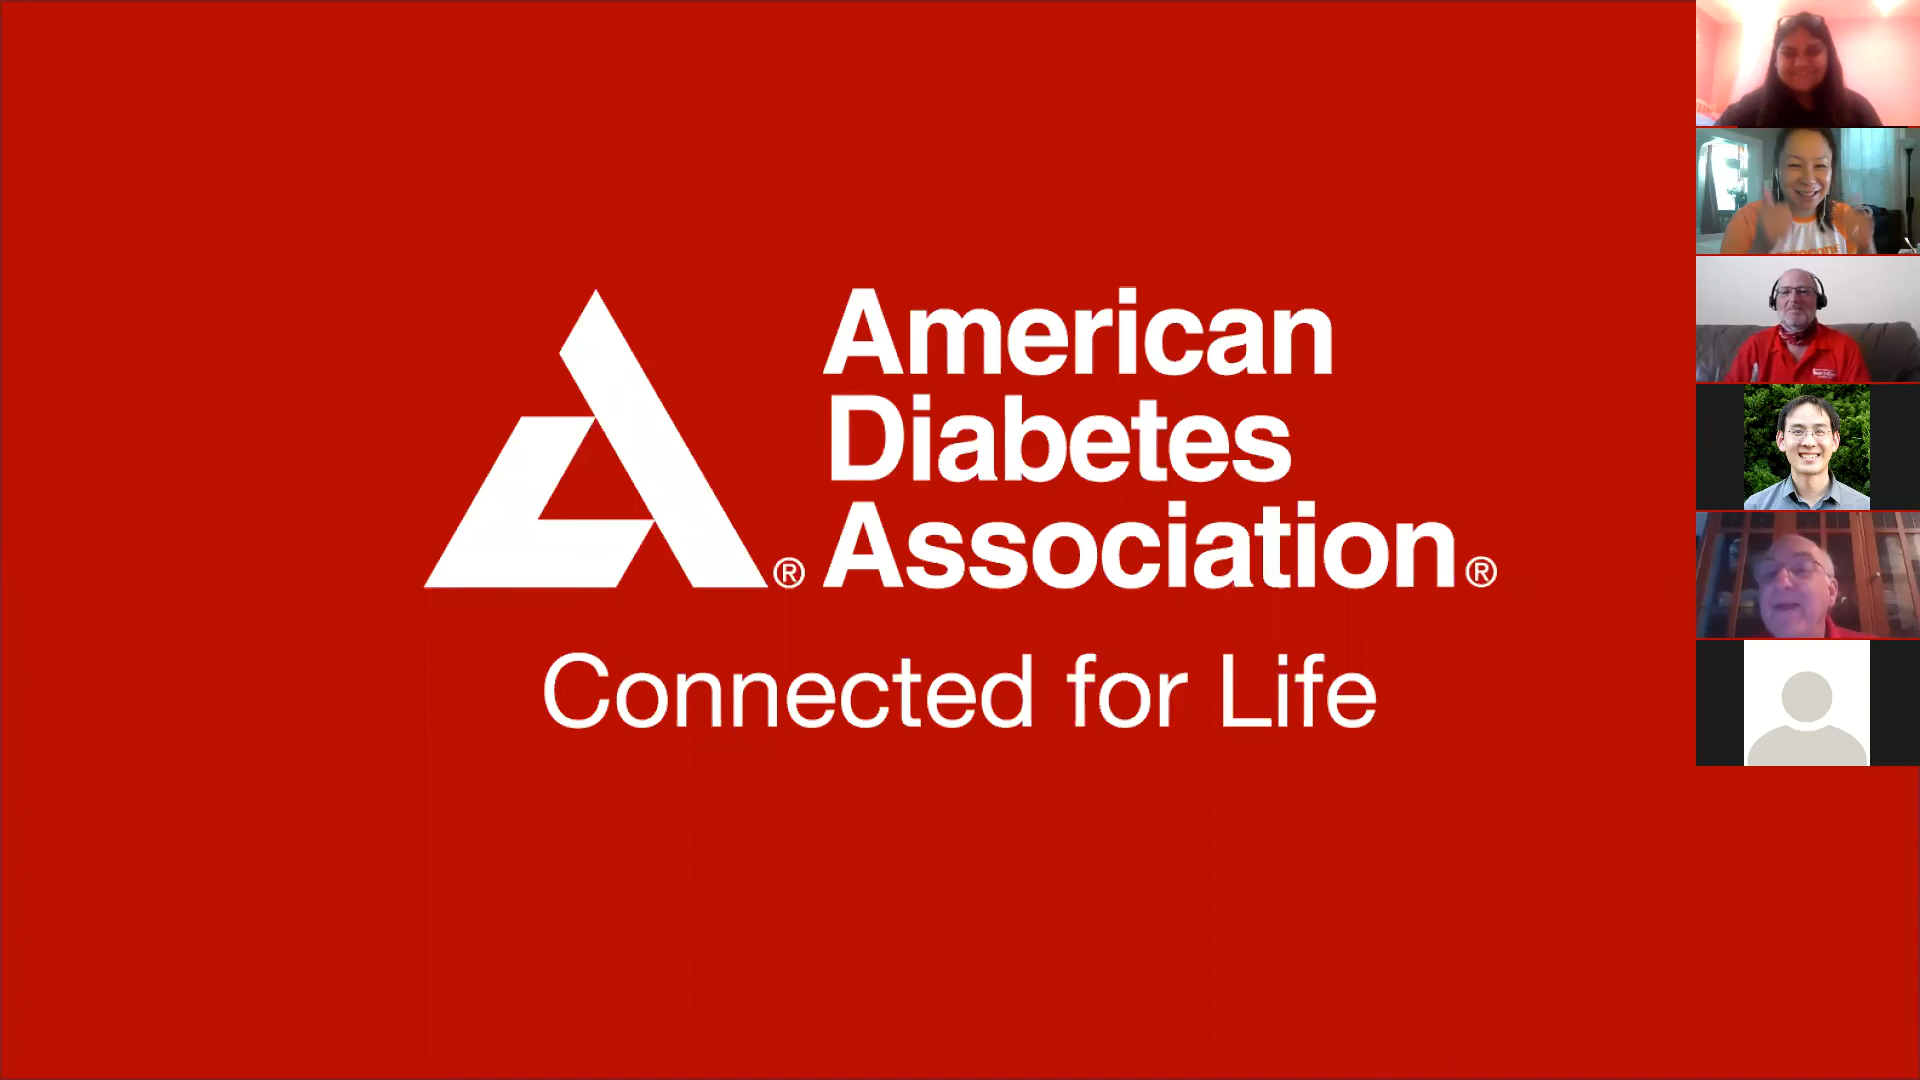 American
Diabetes
® Association®
Connected for Life